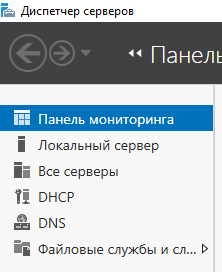 Диспетчер серверов
Панель
Панель мониторинга
Локальный сервер
Все серверы
DHCP
DNS
Файловые службы и сл...